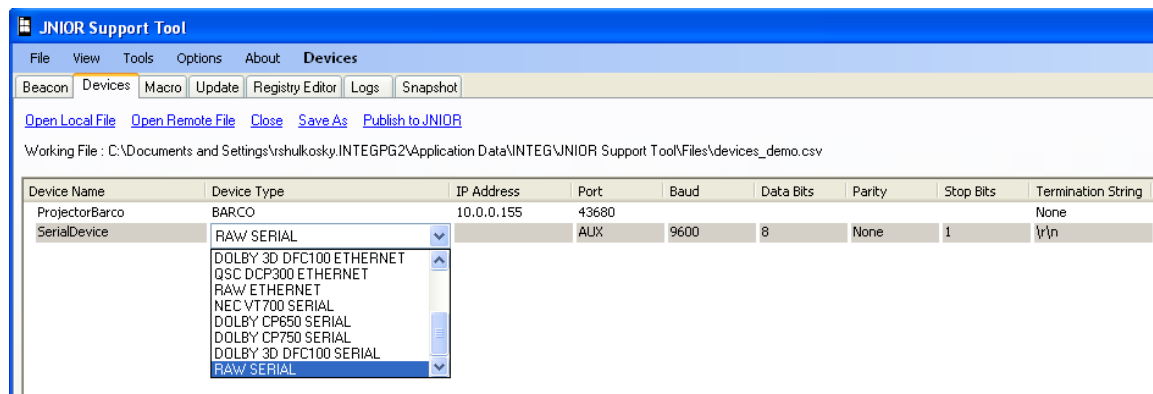 JNIOR Support Tool
File View Tools Options About Devices
Beacon Devices Macro Update Registry Editor Logs Snapshot
Open Local File Open Remote File Close Save As Publish to JNIOR
Working File : C:\Documents and Settings\rshulkosky.INTEGPG2\Application Data\INTEG\JNIOR Support Tool\Files\devices_demo.csv
Device Name Device Type IP Address Port Baud Data Bits Parity Stop Bits Termination String
ProjectorBarco BARCO 10.0.0.155 43680 None
SerialDevice RAW SERIAL AUX 9600 8 None 1 \r\n
DOLBY 3D DFC100 ETHERNET
QSC DCP300 ETHERNET
RAW ETHERNET
NEC VT700 SERIAL
DOLBY CP650 SERIAL
DOLBY CP750 SERIAL
DOLBY 3D DFC100 SERIAL
RAW SERIAL